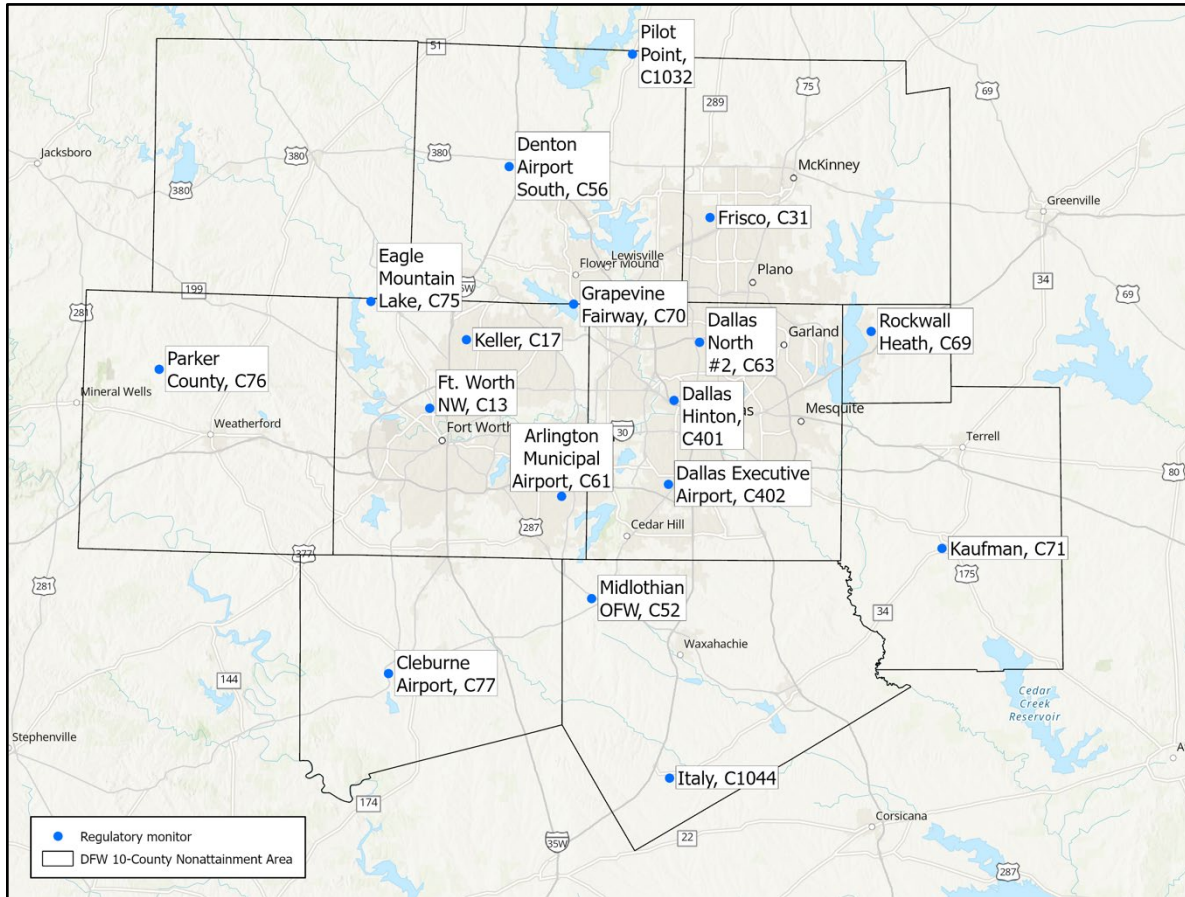 Pilot
Point,
C1032
51
75
289
69
Jacksboro
380
380
380
Denton
Airport
South, C56
McKinney
380
Greenville
Frisco, C31
Eagle
Mountain
Lake, C75
Lewisville
Flower Mound
Plano
34
199
281
Grapevine
Fairway, C70
69
Keller, C17
Dallas
North
#2, C63
Garland
Rockwall
Heath, C69
Parker
County, C76
Mineral Wells
Ft. Worth
NW, C13
Dallas
Hinton,
C401
Mesquite
Weatherford
Fort Worth
30
Terrell
Arlington
Municipal
Airport, C61
80
Dallas Executive
Airport, C402
287
Cedar Hill
377
Kaufman, C71
175
281
Midlothian
OFW, C52
34
Waxahachie
Cleburne
Airport, C77
144
Cedar
Creek
Reservoir
Stephenville
Italy, C1044
174
Corsicana
22
35W
287
Regulatory monitor
DFW 10-County Nonattainment Area